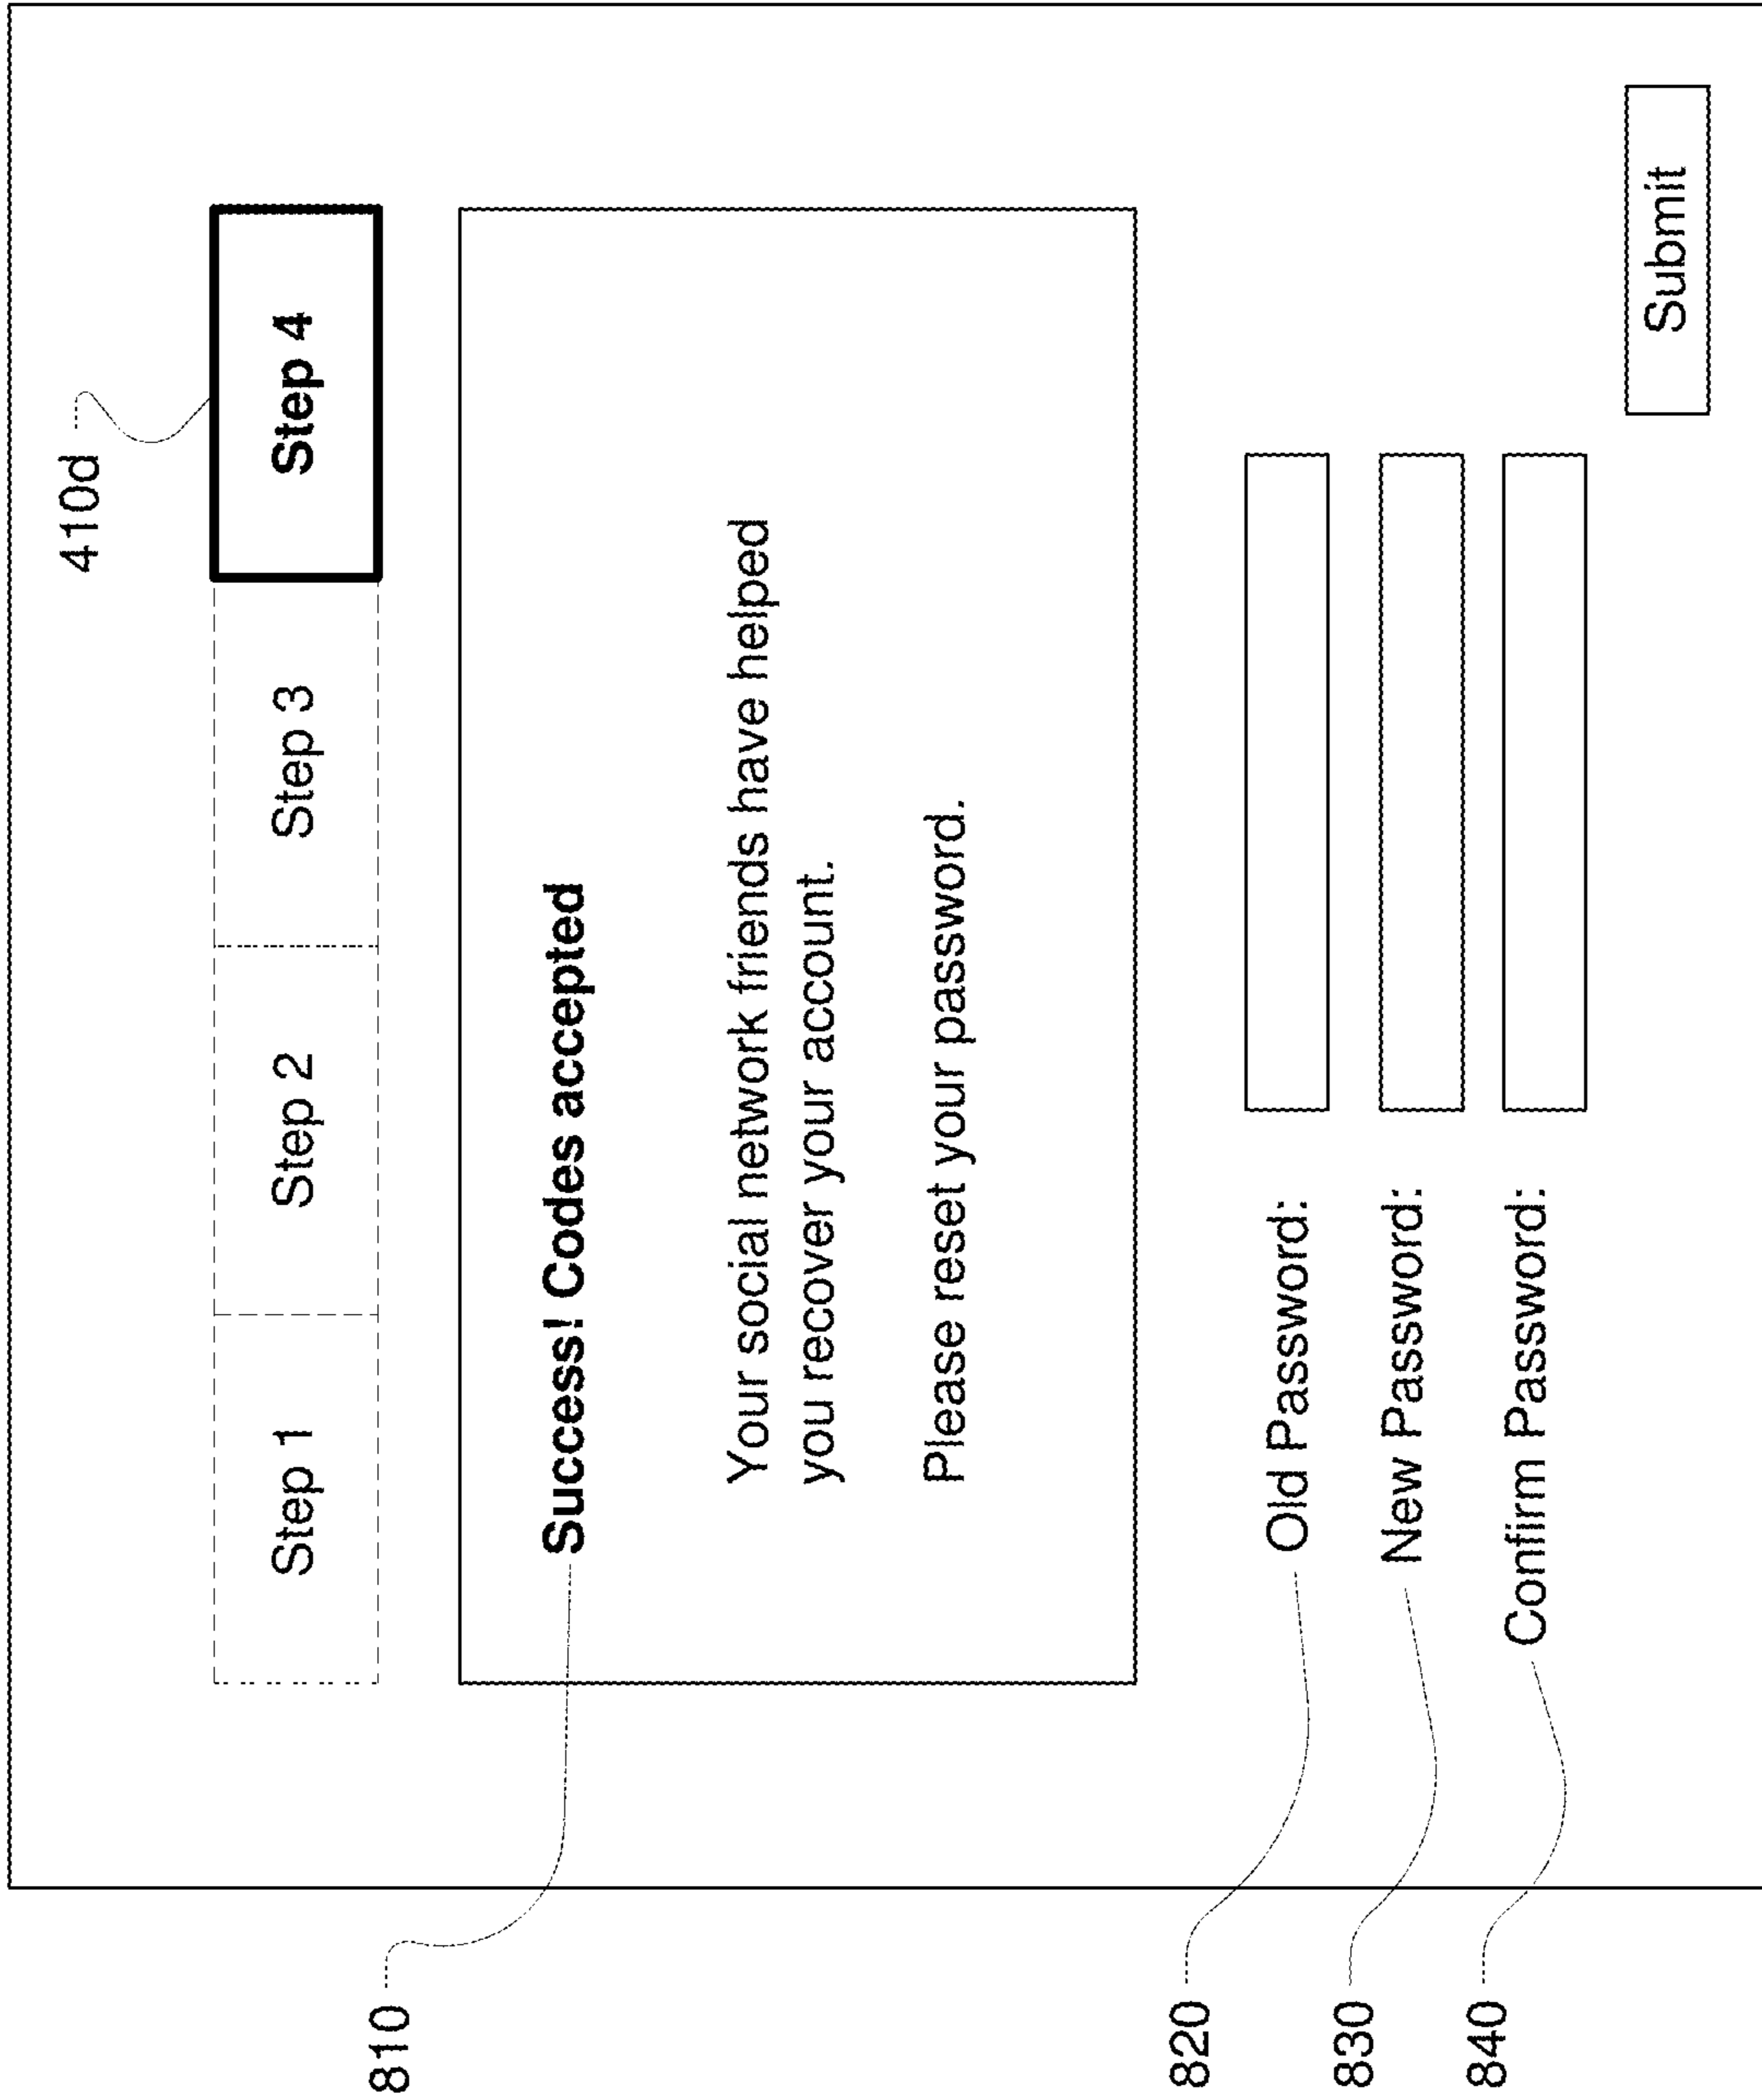 410d
Step 1 Step 2 Step 3 Step 4
810
Success! Codes accepted
Your social network friends have helped
you recover your account.
Please reset your password.
820
Old Password:
830
New Password:
840
Confirm Password:
Submit